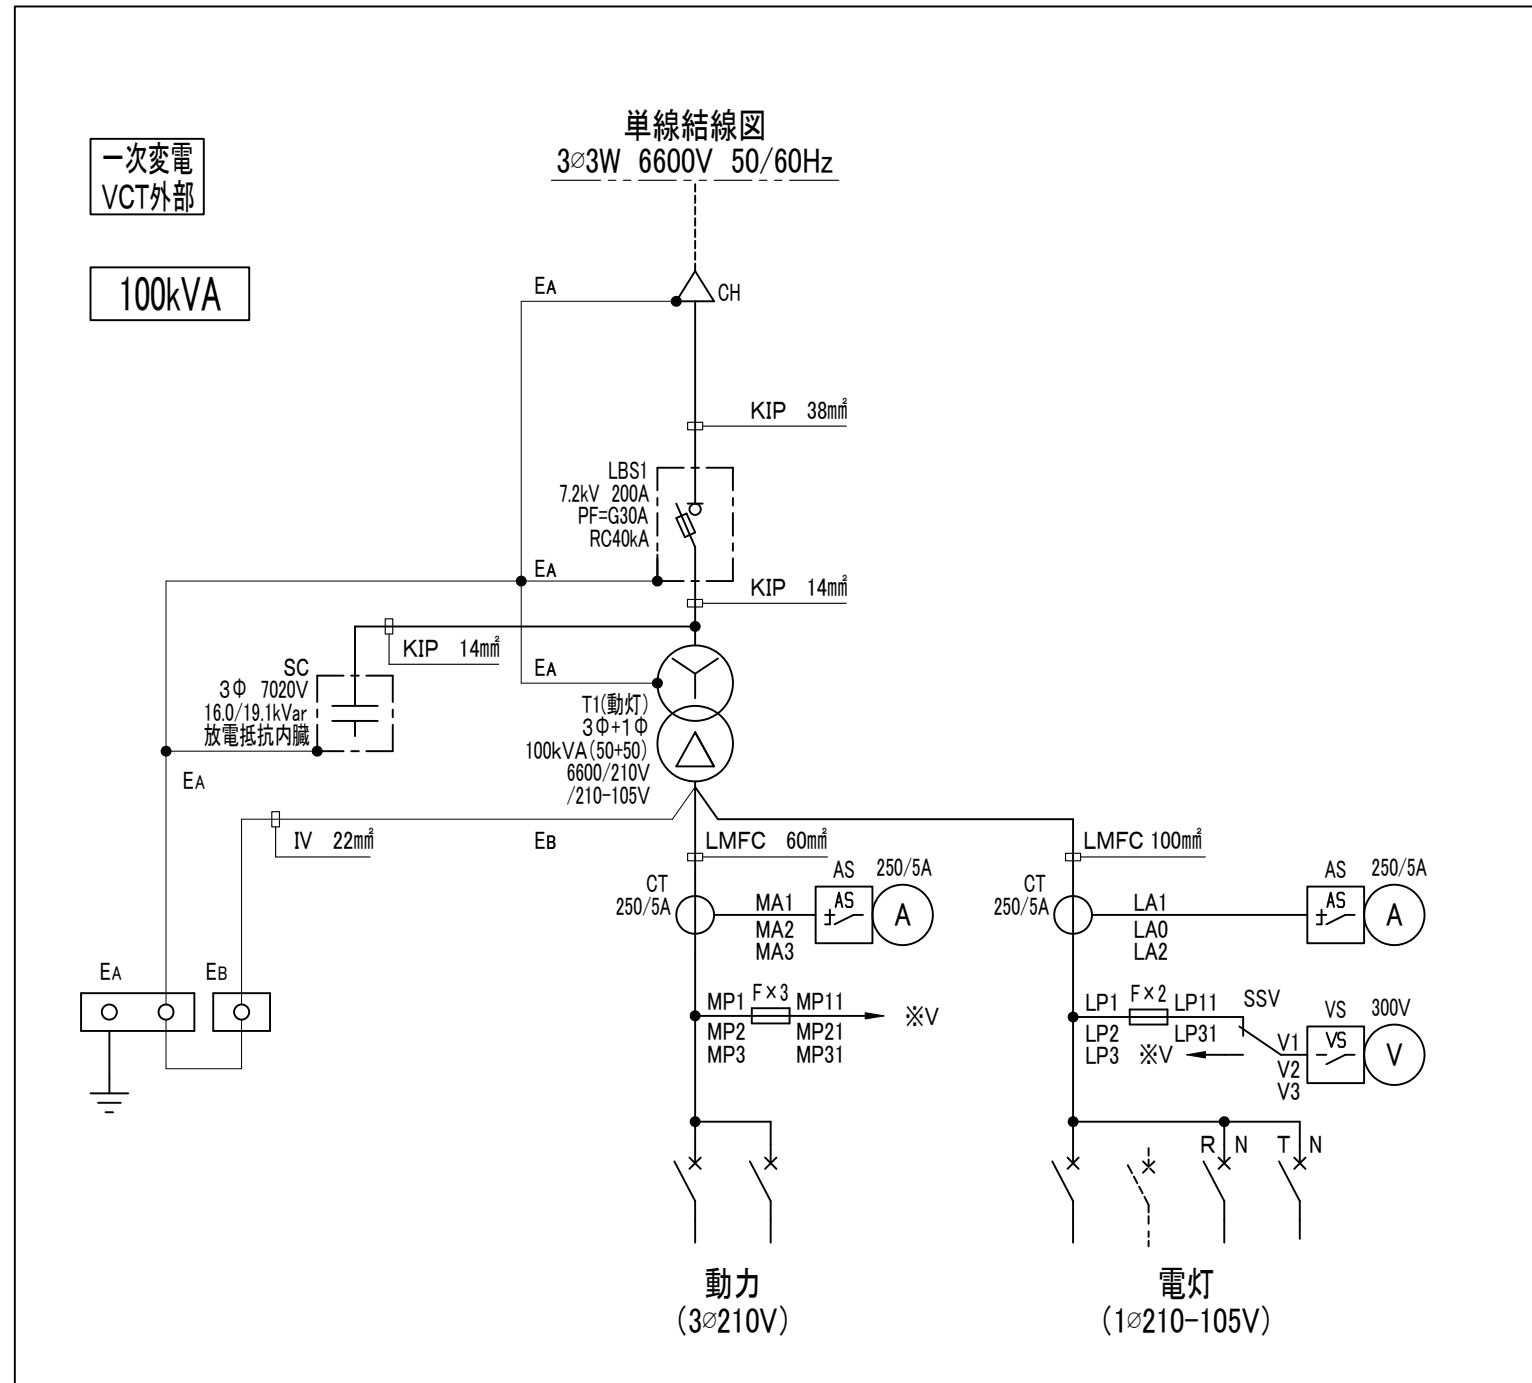 単線結線図
3∅3W 6600V 50/60Hz
一次変電
VCT外部
100kVA
EA
CH
KIP 38mm²
LBS1
7.2kV 200A
PF=G30A
RC40kA
EA
KIP 14mm²
KIP 14mm²
EA
SC
3Φ 7020V
16.0/19.1kVar
放電抵抗内臓
T1(動灯)
3Φ+1Φ
100kVA(50+50)
6600/210V
/210-105V
EA
IV 22mm²
EB
LMFC 60mm²
LMFC 100mm²
CT
250/5A
MA1
MA2
MA3
AS
AS
250/5A
A
CT
250/5A
LA1
LA0
LA2
AS
AS
250/5A
A
EA
EB
MP1
MP2
MP3
F×3
MP11
MP21
MP31
※V
LP1
LP2
LP3
F×2
LP11
LP31
※V
SSV
V1
V2
V3
VS
VS
300V
V
R N
T N
動力
(3∅210V)
電灯
(1∅210-105V)